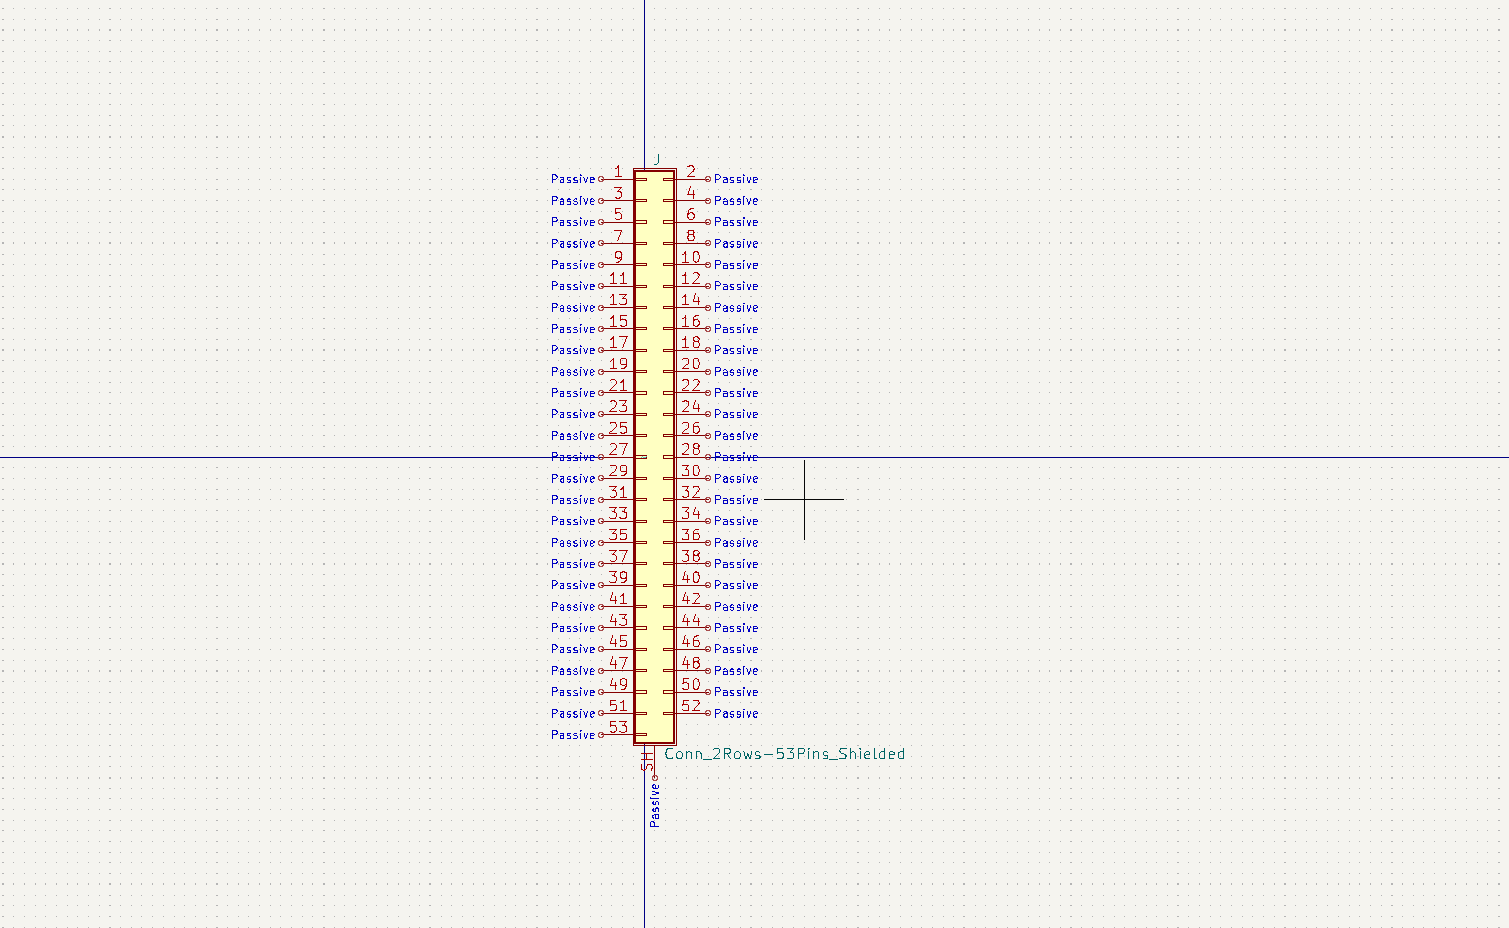 J
Passive 1 2 Passive
Passive 3 4 Passive
Passive 5 6 Passive
Passive 7 8 Passive
Passive 9 10 Passive
Passive 11 12 Passive
Passive 13 14 Passive
Passive 15 16 Passive
Passive 17 18 Passive
Passive 19 20 Passive
Passive 21 22 Passive
Passive 23 24 Passive
Passive 25 26 Passive
Passive 27 28 Passive
Passive 29 30 Passive
Passive 31 32 Passive
Passive 33 34 Passive
Passive 35 36 Passive
Passive 37 38 Passive
Passive 39 40 Passive
Passive 41 42 Passive
Passive 43 44 Passive
Passive 45 46 Passive
Passive 47 48 Passive
Passive 49 50 Passive
Passive 51 52 Passive
Passive 53
Conn_2Rows-53Pins_Shielded
SH
Passive